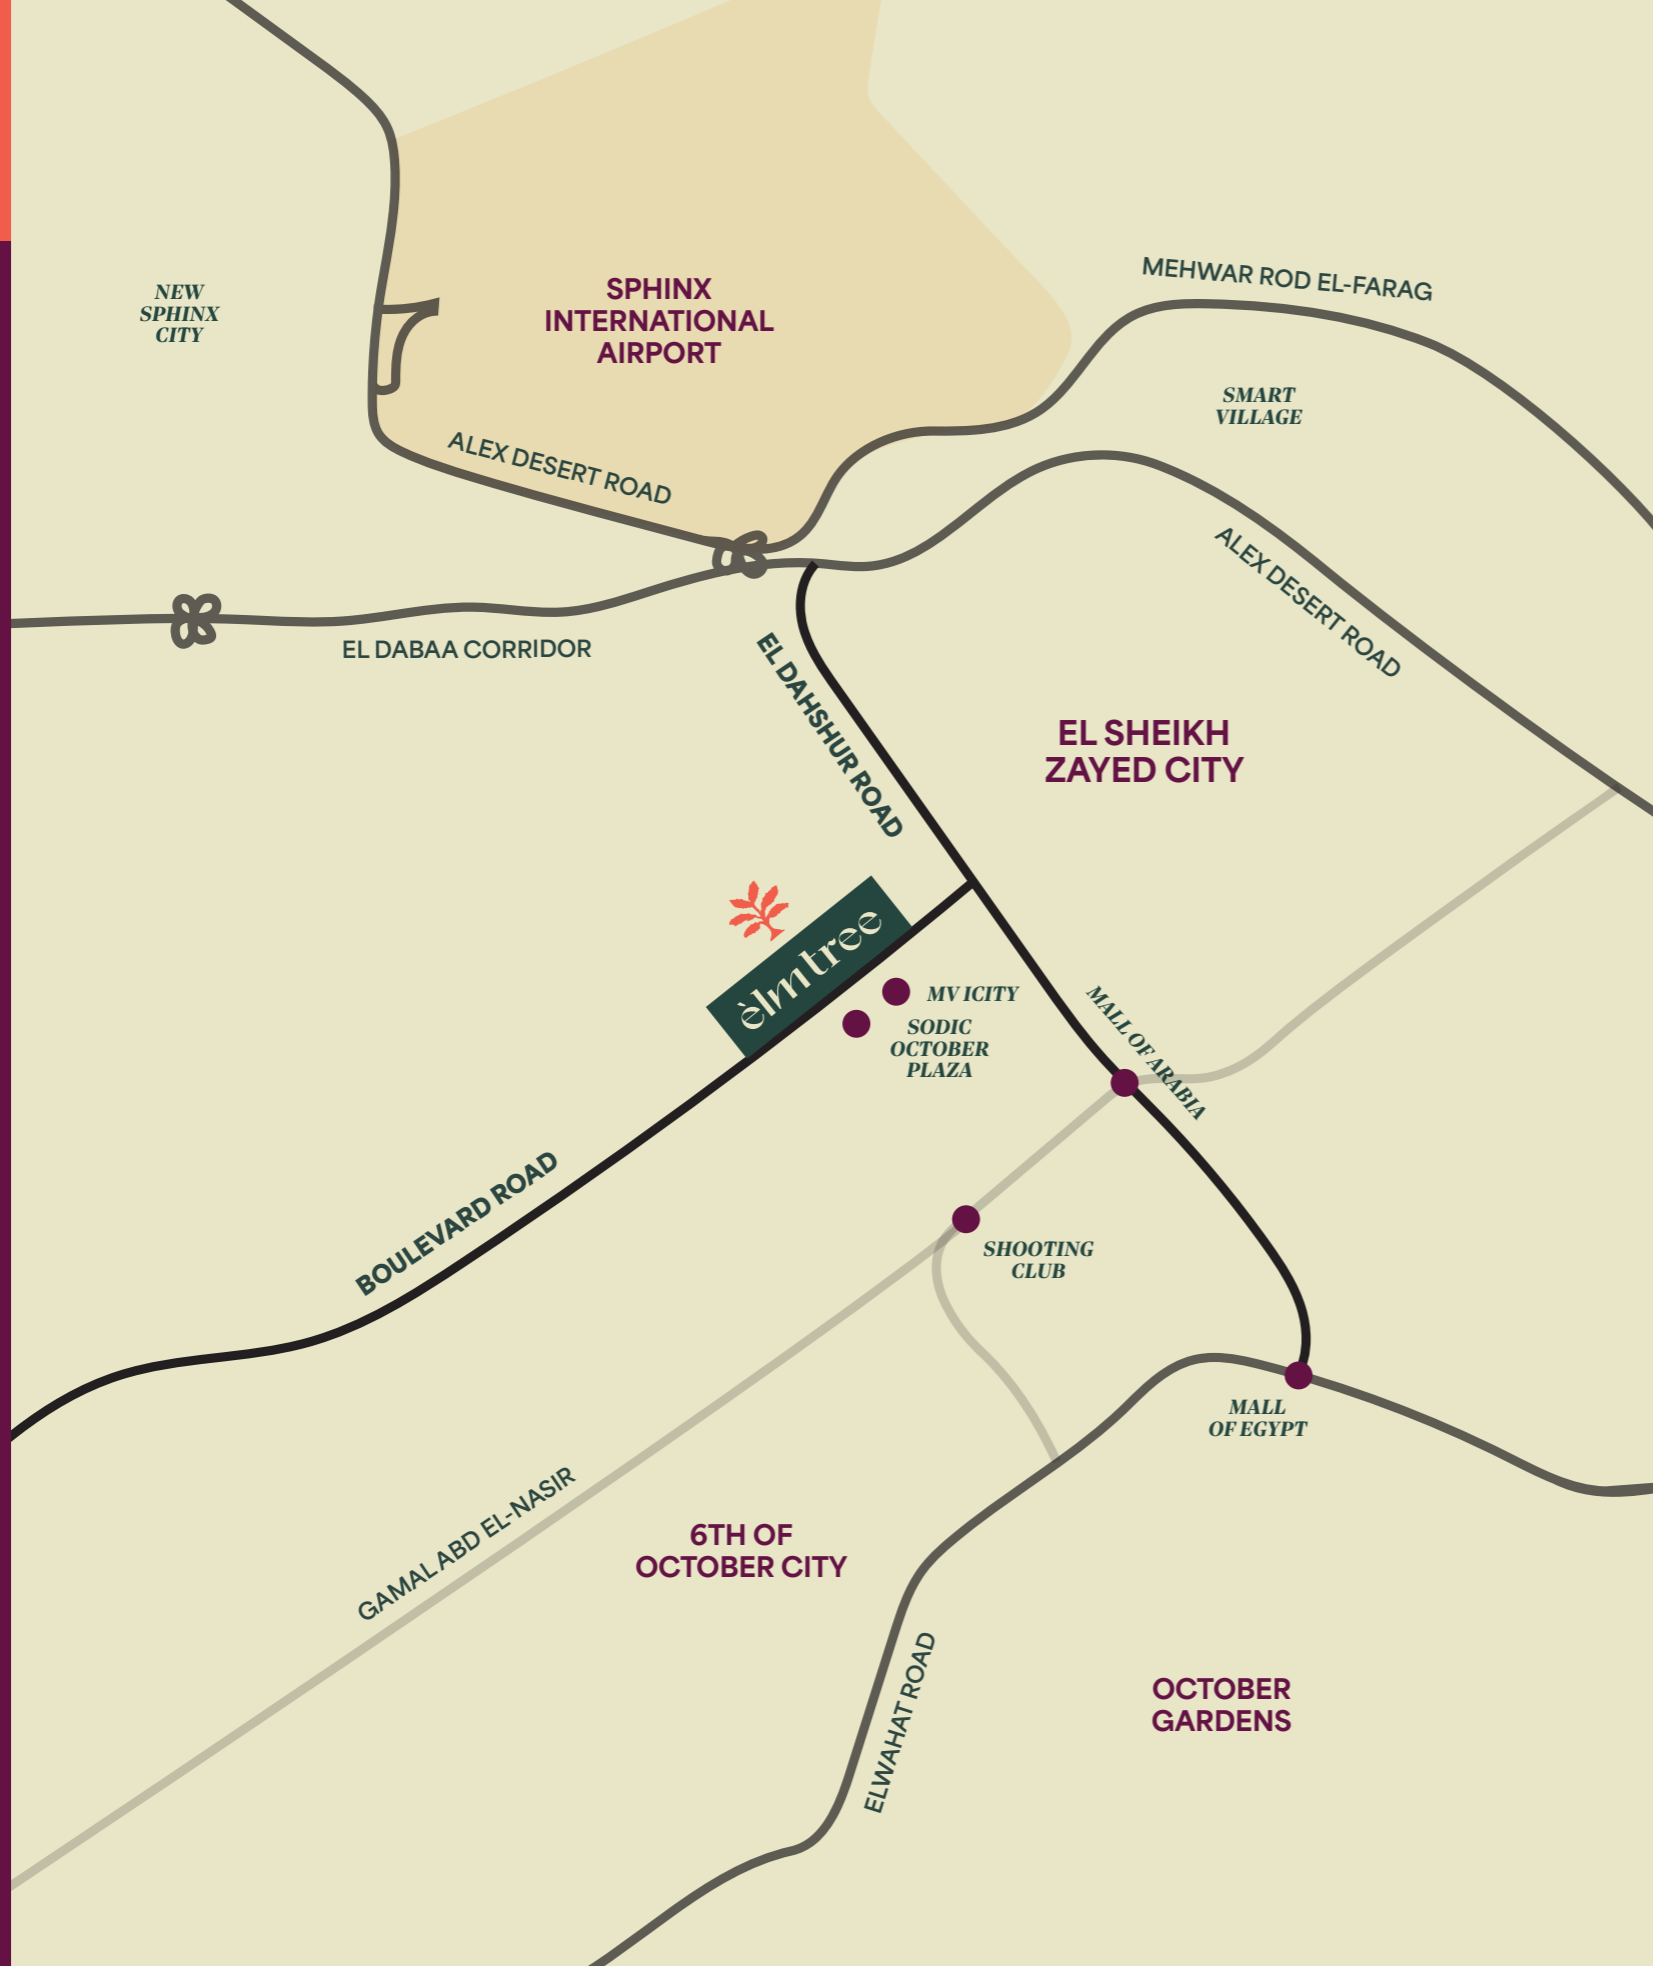 MEHWAR ROD EL-FARAG
NEW
SPHINX
CITY
SPHINX
INTERNATIONAL
AIRPORT
SMART
VILLAGE
ALEX DESERT ROAD
ALEX DESERT ROAD
EL DABAA CORRIDOR
EL DAHSHUR ROAD
EL SHEIKH
ZAYED CITY
èlmtree
MV ICITY
SODIC
OCTOBER
PLAZA
MALL OF ARABIA
BOULEVARD ROAD
SHOOTING
CLUB
MALL
OF EGYPT
GAMAL ABD EL-NASIR
6TH OF
OCTOBER CITY
ELWAHAT ROAD
OCTOBER
GARDENS